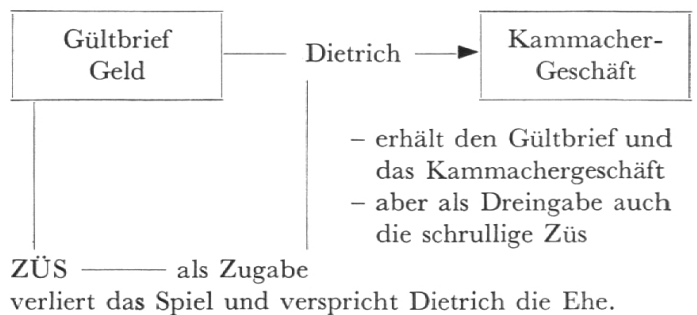 Gültbrief
Geld
Dietrich
Kammacher-
Geschäft
– erhält den Gültbrief und
das Kammachergeschäft
– aber als Dreingabe auch
die schrullige Züs
ZÜS als Zugabe
verliert das Spiel und verspricht Dietrich die Ehe.